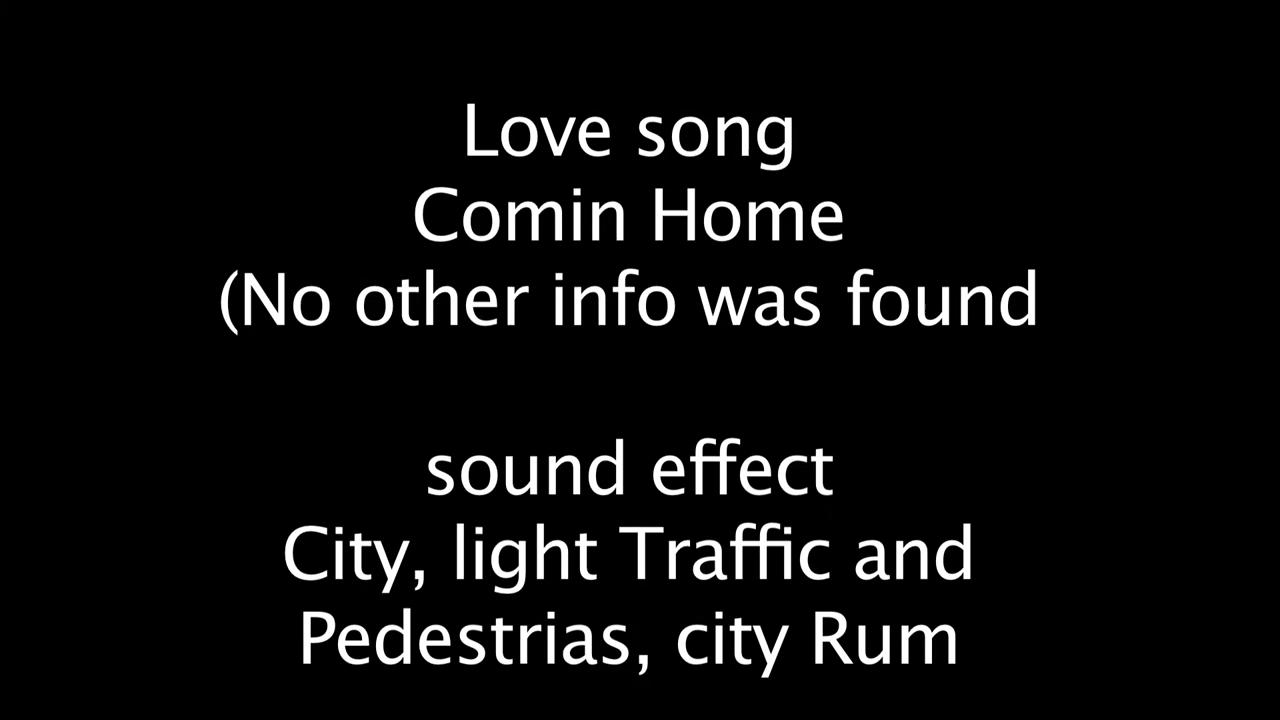 Love song
Comin Home
(No other info was found
sound effect
City, light Traffic and
Pedestrias, city Rum